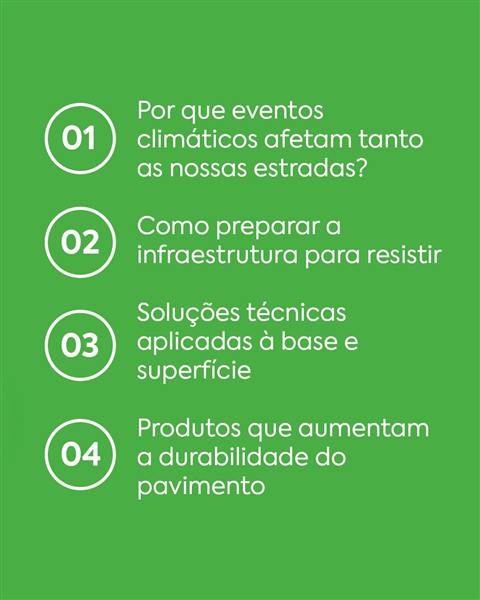 01
Por que eventos
climáticos afetam tanto
as nossas estradas?
02
Como preparar a
infraestrutura para resistir
03
Soluções técnicas
aplicadas à base e
superfície
04
Produtos que aumentam
a durabilidade do
pavimento